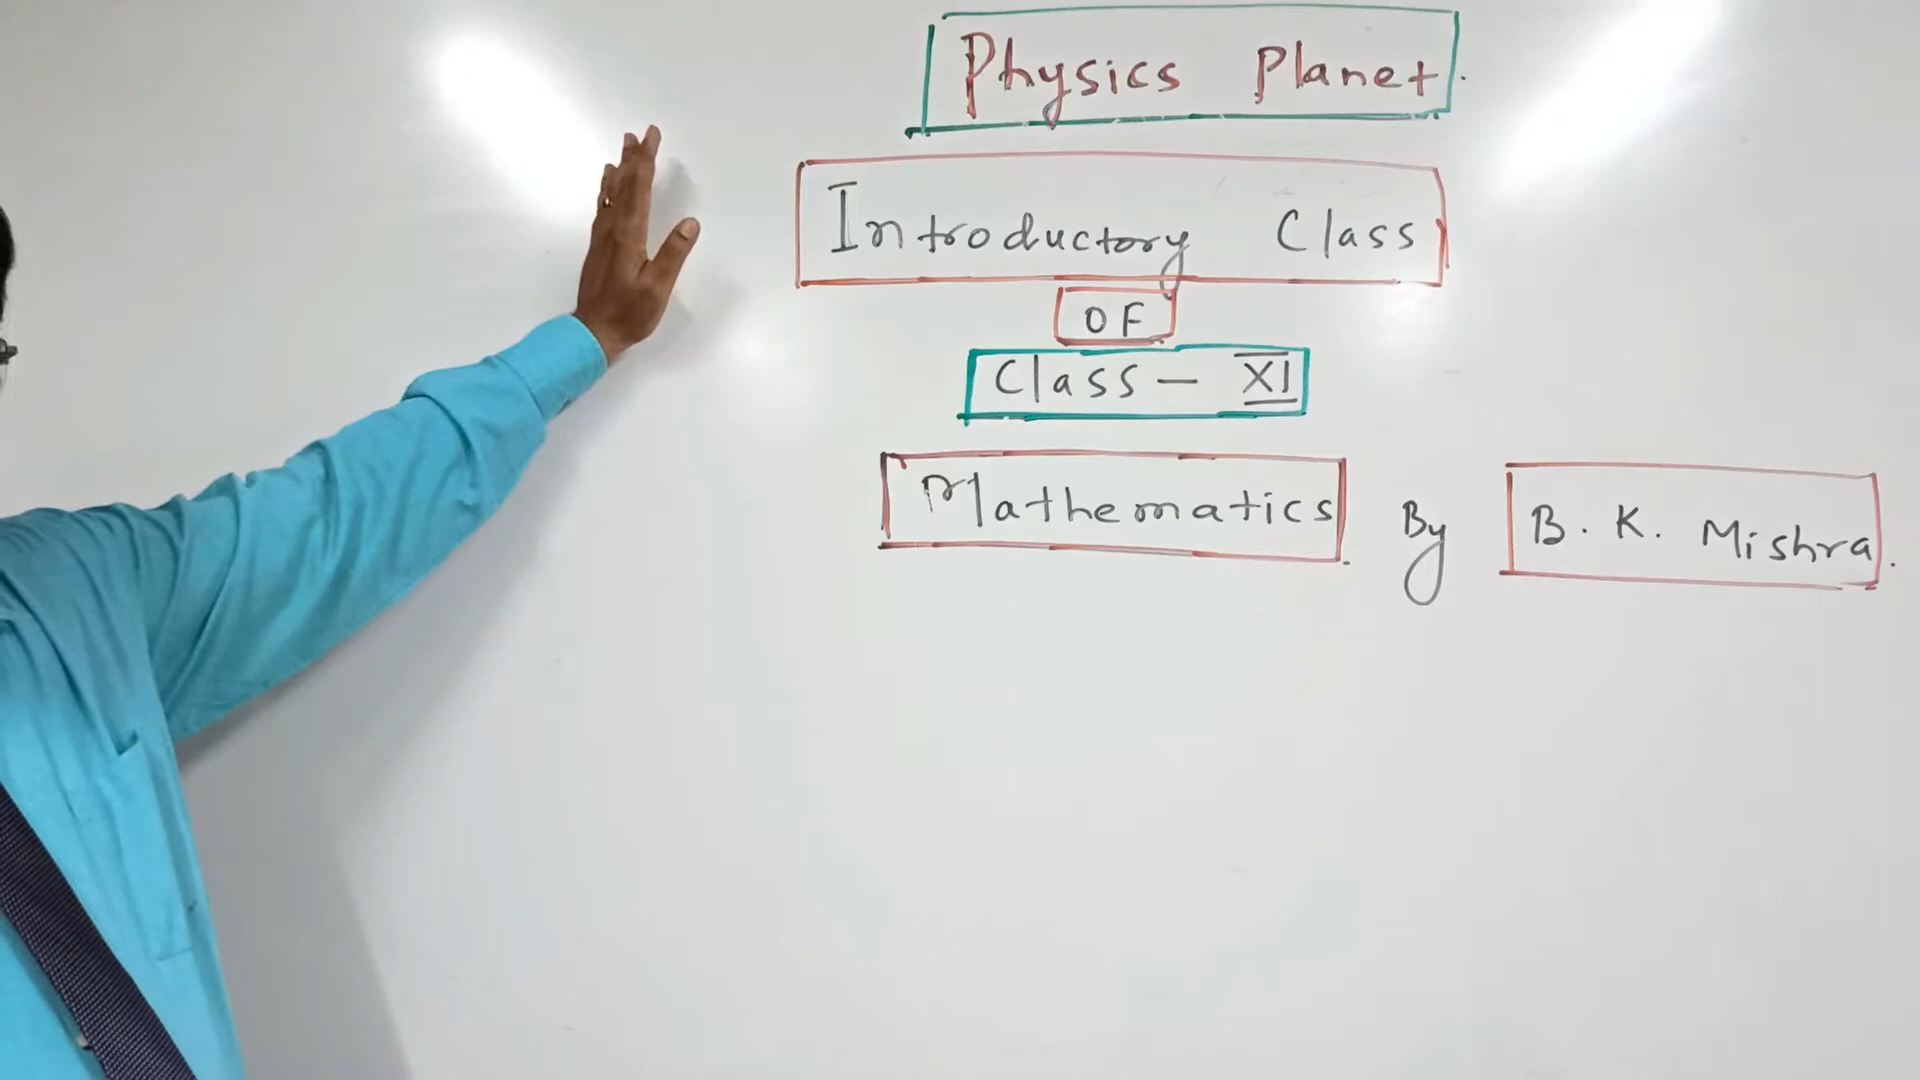 Physics Planet.
Introductory Class
OF
Class - XI
Mathematics. By B. K. Mishra.